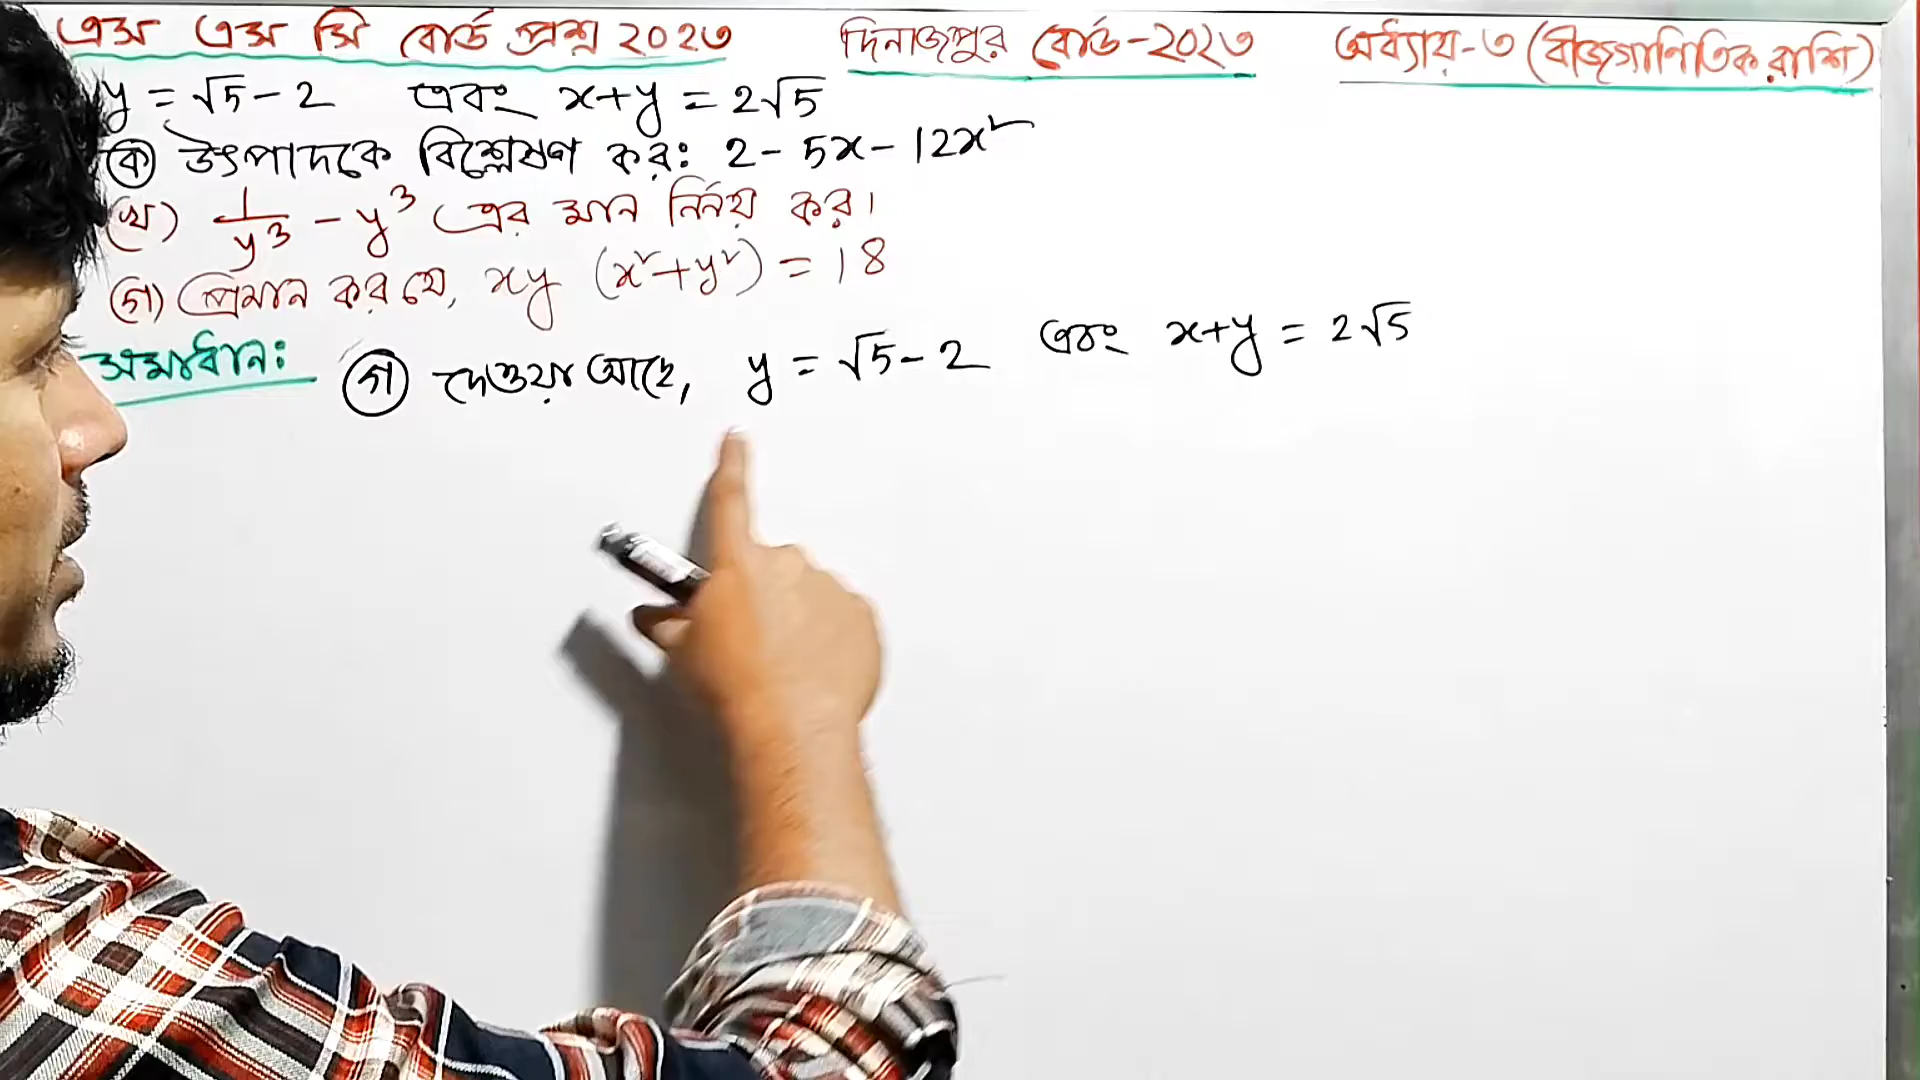 এস এস সি বোর্ড প্রশ্ন ২০২৩ দিনাজপুর বোর্ড-২০২৩ অধ্যায়-৩ (বীজগাণিতিক রাশি)
y = √5 - 2 এবং x+y = 2√5
(ক) উৎপাদকে বিশ্লেষণ কর: 2 - 5x - 12x²
(খ) 1/y³ - y³ এর মান নির্নয় কর।
(গ) প্রমান কর যে, xy (x²+y²) = 18
সমাধান: (গ) দেওয়া আছে, y = √5 - 2 এবং x+y = 2√5